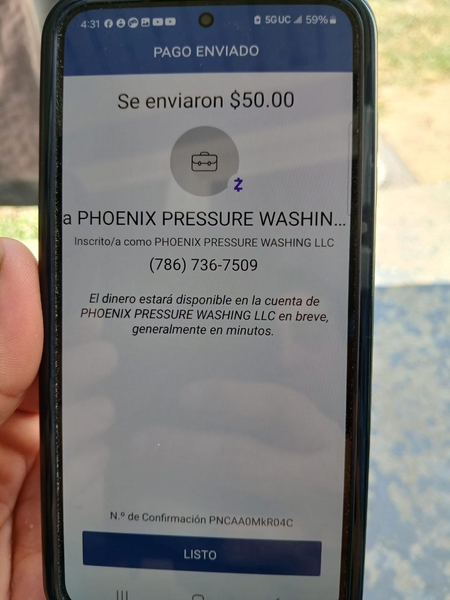 4:31 5G UC 59%
PAGO ENVIADO
Se enviaron $50.00
a PHOENIX PRESSURE WASHIN...
Inscrito/a como PHOENIX PRESSURE WASHING LLC
(786) 736-7509
El dinero estará disponible en la cuenta de
PHOENIX PRESSURE WASHING LLC en breve,
generalmente en minutos.
N.º de Confirmación PNCAA0MkR04C
LISTO